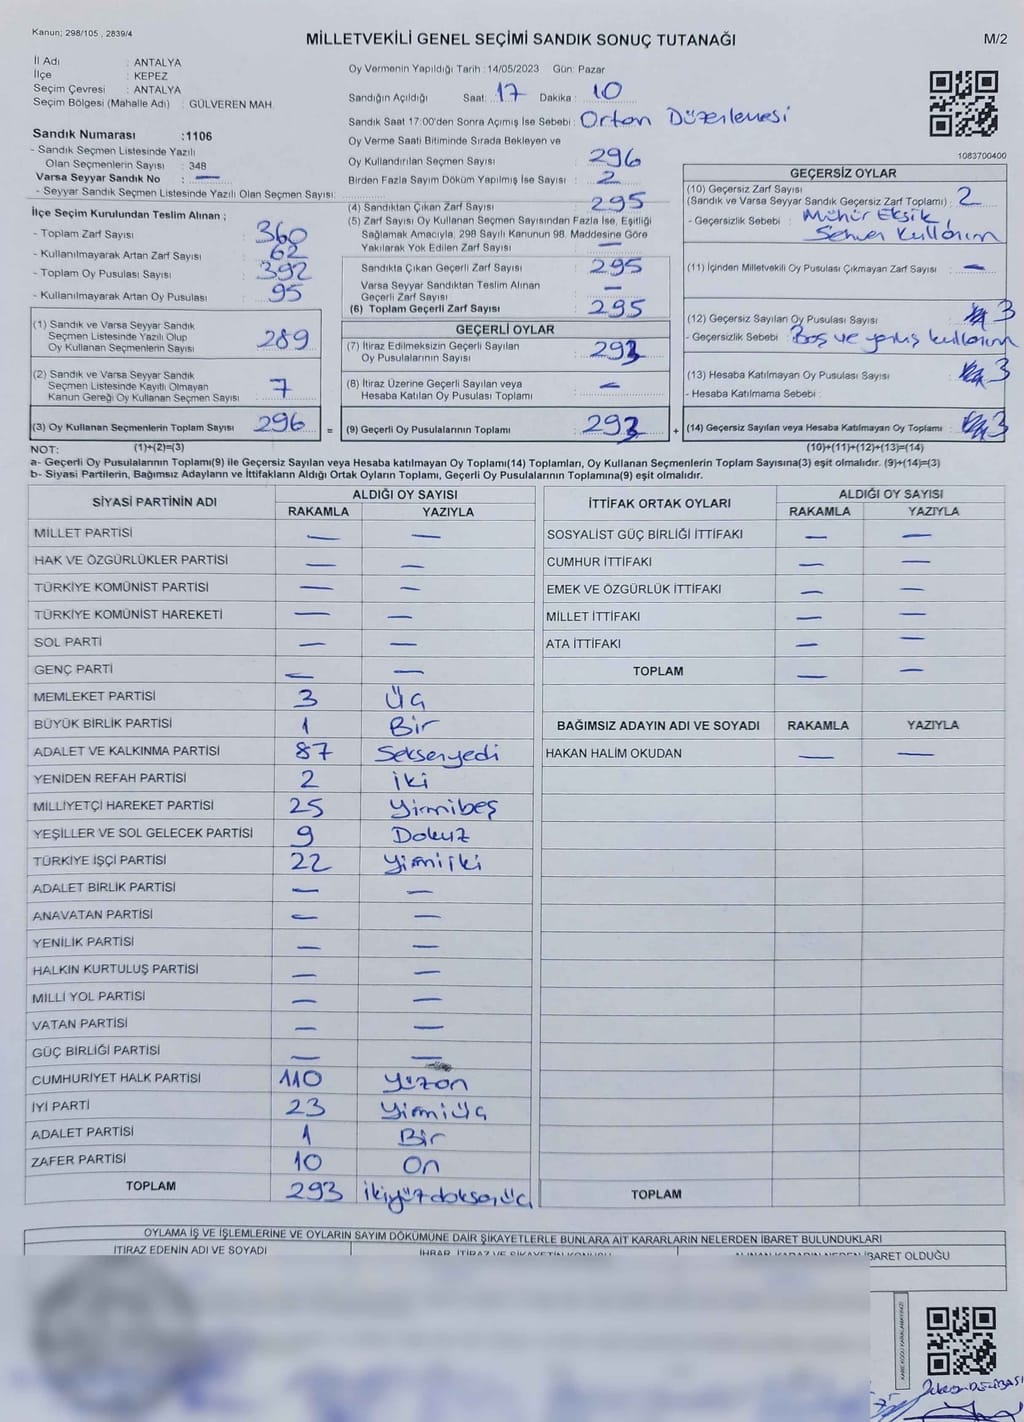 Kanun; 298/105 , 2839/4
MİLLETVEKİLİ GENEL SEÇİMİ SANDIK SONUÇ TUTANAĞI
M/2
İl Adı : ANTALYA
İlçe : KEPEZ
Seçim Çevresi : ANTALYA
Seçim Bölgesi (Mahalle Adı) : GÜLVEREN MAH.
Sandık Numarası :1106
- Sandık Seçmen Listesinde Yazılı
Olan Seçmenlerin Sayısı : 348
Varsa Seyyar Sandık No : —
- Seyyar Sandık Seçmen Listesinde Yazılı Olan Seçmen Sayısı:
İlçe Seçim Kurulundan Teslim Alınan ;
- Toplam Zarf Sayısı : 360
- Kullanılmayarak Artan Zarf Sayısı : 62
- Toplam Oy Pusulası Sayısı : 392
- Kullanılmayarak Artan Oy Pusulası : 95
(1) Sandık ve Varsa Seyyar Sandık
Seçmen Listesinde Yazılı Olup
Oy Kullanan Seçmenlerin Sayısı : 289
(2) Sandık ve Varsa Seyyar Sandık
Seçmen Listesinde Kayıtlı Olmayan
Kanun Gereği Oy Kullanan Seçmen Sayısı : 7
(3) Oy Kullanan Seçmenlerin Toplam Sayısı 296 =
(1)+(2)=(3)
Oy Vermenin Yapıldığı Tarih :14/05/2023 Gün: Pazar
Sandığın Açıldığı Saat: 17 Dakika : 10
Sandık Saat 17:00'den Sonra Açımış İse Sebebi : Ortam Düzenlemesi
Oy Verme Saati Bitiminde Sırada Bekleyen ve
Oy Kullandırılan Seçmen Sayısı : 296
Birden Fazla Sayım Döküm Yapılmış İse Sayısı : 2
(4) Sandıktan Çıkan Zarf Sayısı : 295
(5) Zarf Sayısı Oy Kullanan Seçmen Sayısından Fazla İse, Eşitliği
Sağlamak Amacıyla, 298 Sayılı Kanunun 98. Maddesine Göre
Yakılarak Yok Edilen Zarf Sayısı : —
Sandıkta Çıkan Geçerli Zarf Sayısı : 295
Varsa Seyyar Sandıktan Teslim Alınan
Geçerli Zarf Sayısı : —
(6) Toplam Geçerli Zarf Sayısı : 295
GEÇERLİ OYLAR
(7) İtiraz Edilmeksizin Geçerli Sayılan
Oy Pusulalarının Sayısı : 293
(8) İtiraz Üzerine Geçerli Sayılan veya
Hesaba Katılan Oy Pusulası Toplamı : —
(9) Geçerli Oy Pusulalarının Toplamı : 293 +
1083700400
GEÇERSİZ OYLAR
(10) Geçersiz Zarf Sayısı
(Sandık ve Varsa Seyyar Sandık Geçersiz Zarf Toplamı) : 2
- Geçersizlik Sebebi : Mühür Eksik,
Sehven Kullanım
(11) İçinden Milletvekili Oy Pusulası Çıkmayan Zarf Sayısı : —
(12) Geçersiz Sayılan Oy Pusulası Sayısı : 3
- Geçersizlik Sebebi : Boş ve yanlış kullanım
(13) Hesaba Katılmayan Oy Pusulası Sayısı : 3
- Hesaba Katılmama Sebebi :
(14) Geçersiz Sayılan veya Hesaba Katılmayan Oy Toplamı : 3
(10)+(11)+(12)+(13)=(14)
NOT:
a- Geçerli Oy Pusulalarının Toplamı(9) ile Geçersiz Sayılan veya Hesaba katılmayan Oy Toplamı(14) Toplamları, Oy Kullanan Seçmenlerin Toplam Sayısına(3) eşit olmalıdır. (9)+(14)=(3)
b- Siyasi Partilerin, Bağımsız Adayların ve İttifakların Aldığı Ortak Oyların Toplamı, Geçerli Oy Pusulalarının Toplamına(9) eşit olmalıdır.
SİYASİ PARTİNİN ADI ALDIĞI OY SAYISI
RAKAMLA YAZIYLA
MİLLET PARTİSİ — —
HAK VE ÖZGÜRLÜKLER PARTİSİ — —
TÜRKİYE KOMÜNİST PARTİSİ — —
TÜRKİYE KOMÜNİST HAREKETİ — —
SOL PARTİ — —
GENÇ PARTİ — —
MEMLEKET PARTİSİ 3 Üç
BÜYÜK BİRLİK PARTİSİ 1 Bir
ADALET VE KALKINMA PARTİSİ 87 Seksenyedi
YENİDEN REFAH PARTİSİ 2 İki
MİLLİYETÇİ HAREKET PARTİSİ 25 Yirmibeş
YEŞİLLER VE SOL GELECEK PARTİSİ 9 Dokuz
TÜRKİYE İŞÇİ PARTİSİ 22 Yirmiiki
ADALET BİRLİK PARTİSİ — —
ANAVATAN PARTİSİ — —
YENİLİK PARTİSİ — —
HALKIN KURTULUŞ PARTİSİ — —
MİLLİ YOL PARTİSİ — —
VATAN PARTİSİ — —
GÜÇ BİRLİĞİ PARTİSİ — —
CUMHURİYET HALK PARTİSİ 110 Yüzon
İYİ PARTİ 23 Yirmiüç
ADALET PARTİSİ 1 Bir
ZAFER PARTİSİ 10 On
TOPLAM 293 İkiyüzdoksanüç
İTTİFAK ORTAK OYLARI ALDIĞI OY SAYISI
RAKAMLA YAZIYLA
SOSYALİST GÜÇ BİRLİĞİ İTTİFAKI — —
CUMHUR İTTİFAKI — —
EMEK VE ÖZGÜRLÜK İTTİFAKI — —
MİLLET İTTİFAKI — —
ATA İTTİFAKI — —
TOPLAM — —
BAĞIMSIZ ADAYIN ADI VE SOYADI RAKAMLA YAZIYLA
HAKAN HALİM OKUDAN — —
TOPLAM
OYLAMA İŞ VE İŞLEMLERİNE VE OYLARIN SAYIM DÖKÜMÜNE DAİR ŞİKAYETLERLE BUNLARA AİT KARARLARIN NELERDEN İBARET BULUNDUKLARI
İTİRAZ EDENİN ADI VE SOYADI
İHBAR, İTİRAZ VE ŞİKAYETİN KONUSU
ALINAN KARARIN NEDEN İBARET OLDUĞU